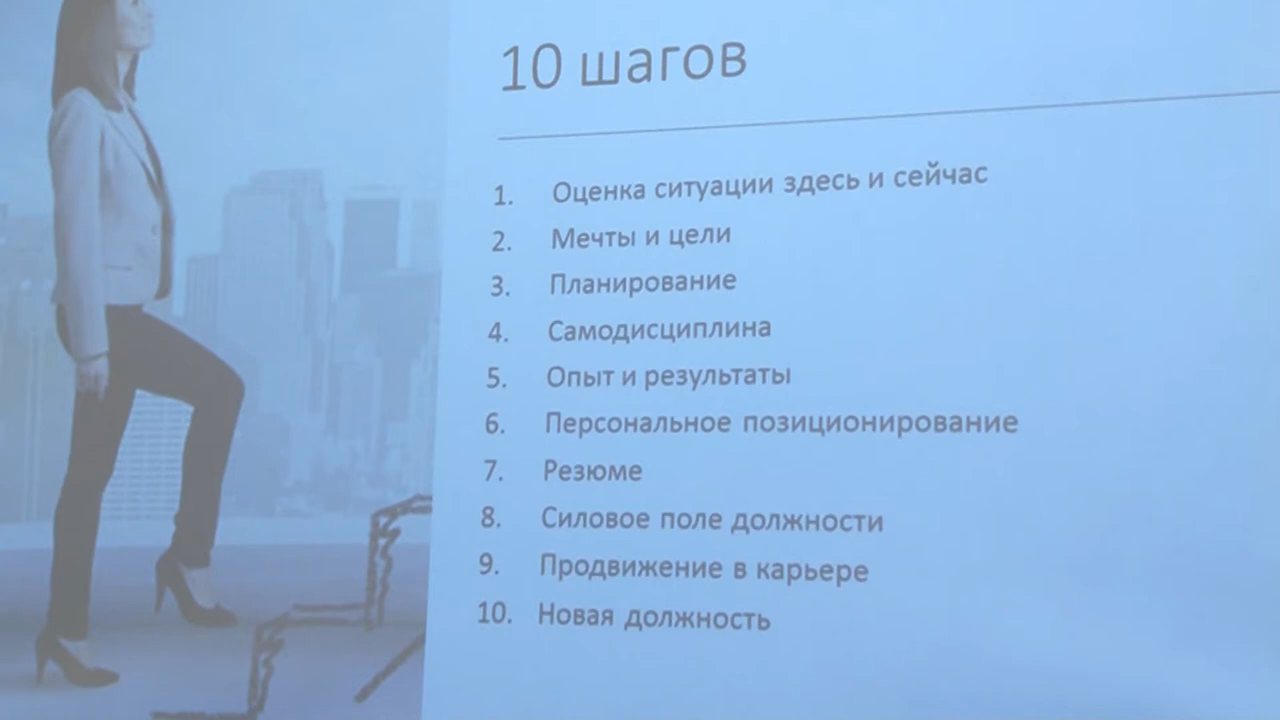 10 шагов
1. Оценка ситуации здесь и сейчас
2. Мечты и цели
3. Планирование
4. Самодисциплина
5. Опыт и результаты
6. Персональное позиционирование
7. Резюме
8. Силовое поле должности
9. Продвижение в карьере
10. Новая должность